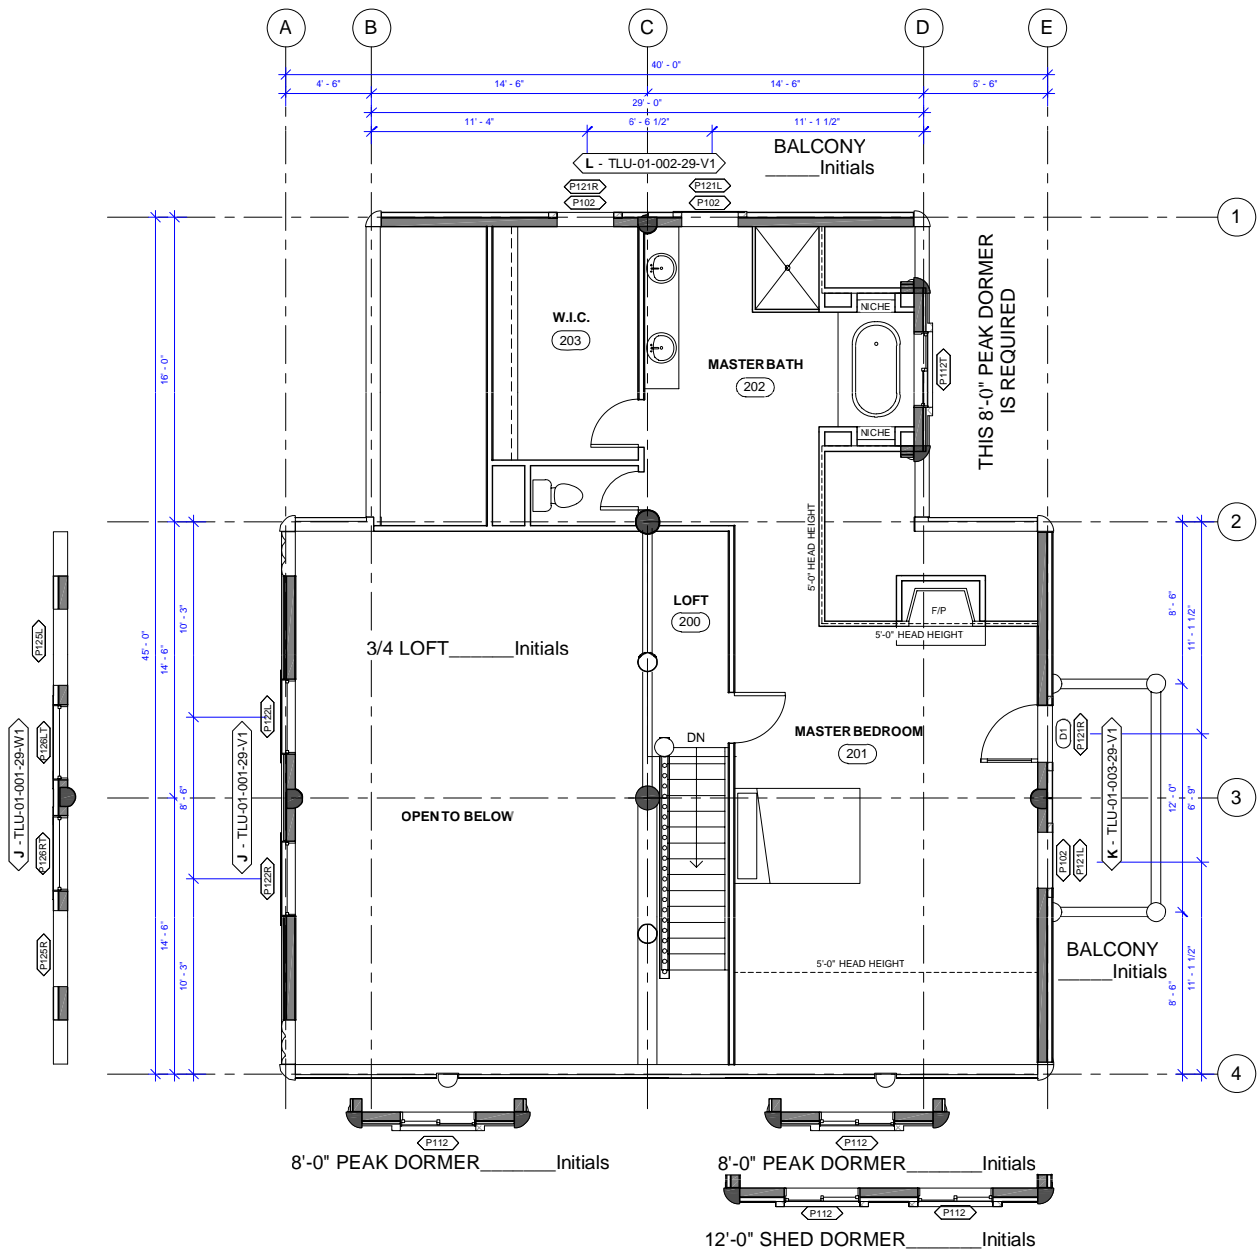 A B C D E
40' - 0"
4' - 6" 14' - 6" 14' - 6" 6' - 6"
29' - 0"
11' - 4" 6' - 6 1/2" 11' - 1 1/2"
BALCONY
______Initials
L - TLU-01-002-29-V1
P121R P121L
P102 P102
1
THIS 8'-0" PEAK DORMER
IS REQUIRED
NICHE
W.I.C.
203
MASTER BATH
202
P112T
16' - 0"
NICHE
2
5'-0" HEAD HEIGHT
LOFT
200
F/P
5'-0" HEAD HEIGHT
8' - 6"
11' - 1 1/2"
10' - 3"
14' - 6"
45' - 0"
P125L
3/4 LOFT_______Initials
P122L
J - TLU-01-001-29-W1
P126LT
J - TLU-01-001-29-V1
DN
MASTER BEDROOM
201
D1
P121R
K - TLU-01-003-29-V1
12' - 0"
6' - 9"
3
8' - 6"
OPEN TO BELOW
P126RT
P122R
P102
P121L
P125R
14' - 6"
10' - 3"
5'-0" HEAD HEIGHT
BALCONY
______Initials
8' - 6"
11' - 1 1/2"
4
P112 P112
8'-0" PEAK DORMER________Initials
8'-0" PEAK DORMER________Initials
P112 P112
12'-0" SHED DORMER________Initials